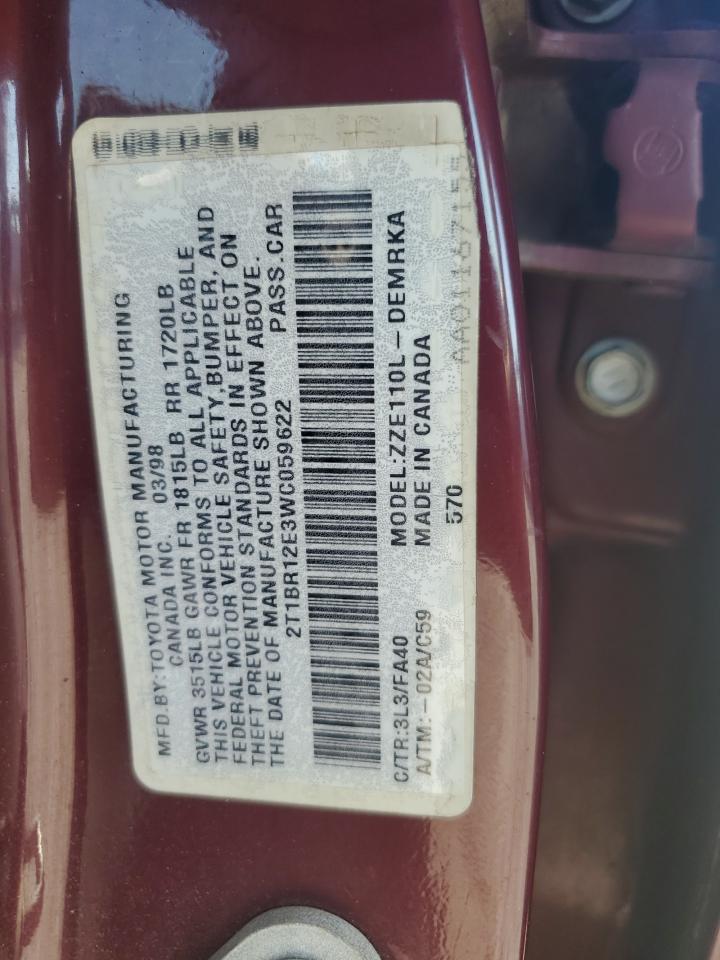 MFD.BY:TOYOTA MOTOR MANUFACTURING
CANADA INC. 03/98
GVWR 3515LB GAWR FR 1815LB RR 1720LB
THIS VEHICLE CONFORMS TO ALL APPLICABLE
FEDERAL MOTOR VEHICLE SAFETY,BUMPER, AND
THEFT PREVENTION STANDARDS IN EFFECT ON
THE DATE OF MANUFACTURE SHOWN ABOVE.
2T1BR12E3WC059622 PASS.CAR
C/TR:3L3/FA40 MODEL:ZZE110L-DEMRKA
A/TM:-02A/C59 MADE IN CANADA
570